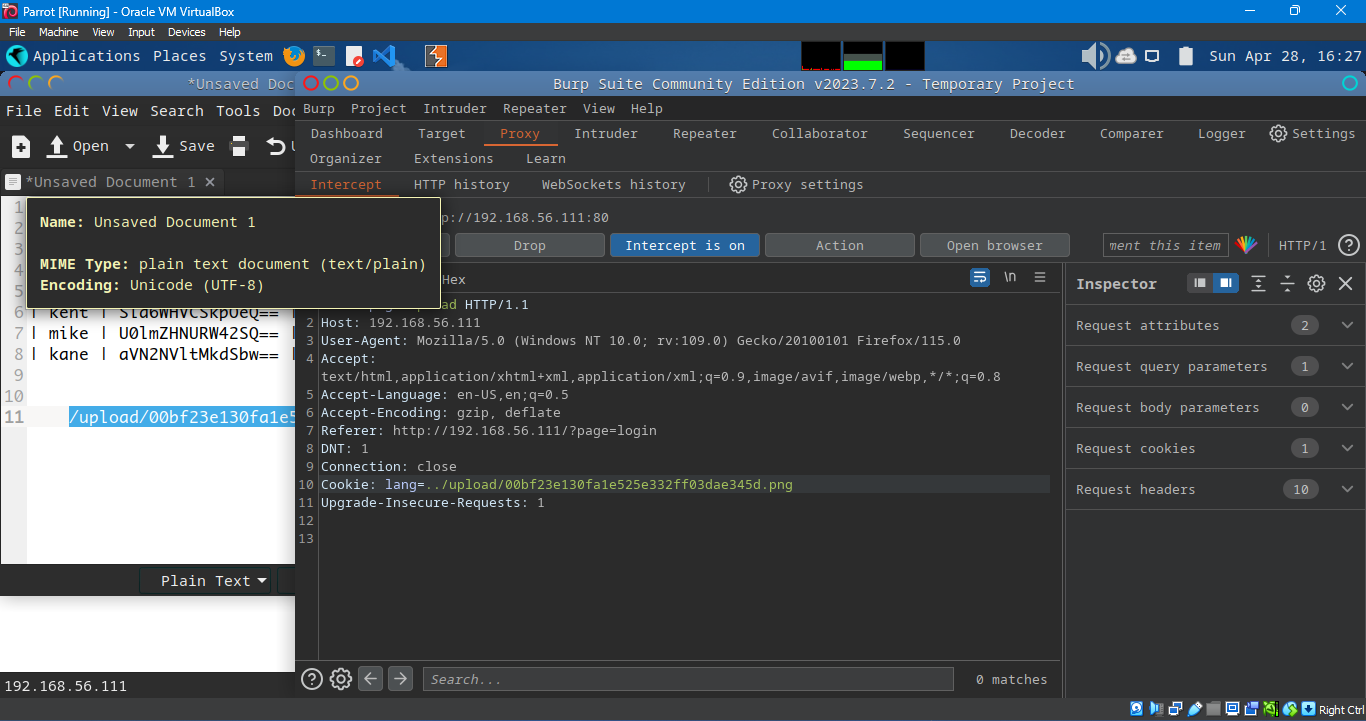 Parrot [Running] - Oracle VM VirtualBox
File Machine View Input Devices Help
Applications Places System
Sun Apr 28, 16:27
*Unsaved Doc
File Edit View Search Tools Doc
Open Save
*Unsaved Document 1
Name: Unsaved Document 1
MIME Type: plain text document (text/plain)
Encoding: Unicode (UTF-8)
1
2
3
4
5
6
7 | mike | U0lmZHNURW42SQ== |
8 | kane | aVN2NVltMkdSbw== |
9
10
11 /upload/00bf23e130fa1e5
Plain Text
192.168.56.111
Burp Suite Community Edition v2023.7.2 - Temporary Project
Burp Project Intruder Repeater View Help
Dashboard Target Proxy Intruder Repeater Collaborator Sequencer Decoder Comparer Logger Settings
Organizer Extensions Learn
Intercept HTTP history WebSockets history Proxy settings
p://192.168.56.111:80
Drop Intercept is on Action Open browser ment this item HTTP/1 ?
Hex \n
ad HTTP/1.1
2 Host: 192.168.56.111
3 User-Agent: Mozilla/5.0 (Windows NT 10.0; rv:109.0) Gecko/20100101 Firefox/115.0
4 Accept:
text/html,application/xhtml+xml,application/xml;q=0.9,image/avif,image/webp,*/*;q=0.8
5 Accept-Language: en-US,en;q=0.5
6 Accept-Encoding: gzip, deflate
7 Referer: http://192.168.56.111/?page=login
8 DNT: 1
9 Connection: close
10 Cookie: lang=../upload/00bf23e130fa1e525e332ff03dae345d.png
11 Upgrade-Insecure-Requests: 1
12
13
? Search... 0 matches
Inspector
Request attributes 2
Request query parameters 1
Request body parameters 0
Request cookies 1
Request headers 10
Right Ctrl